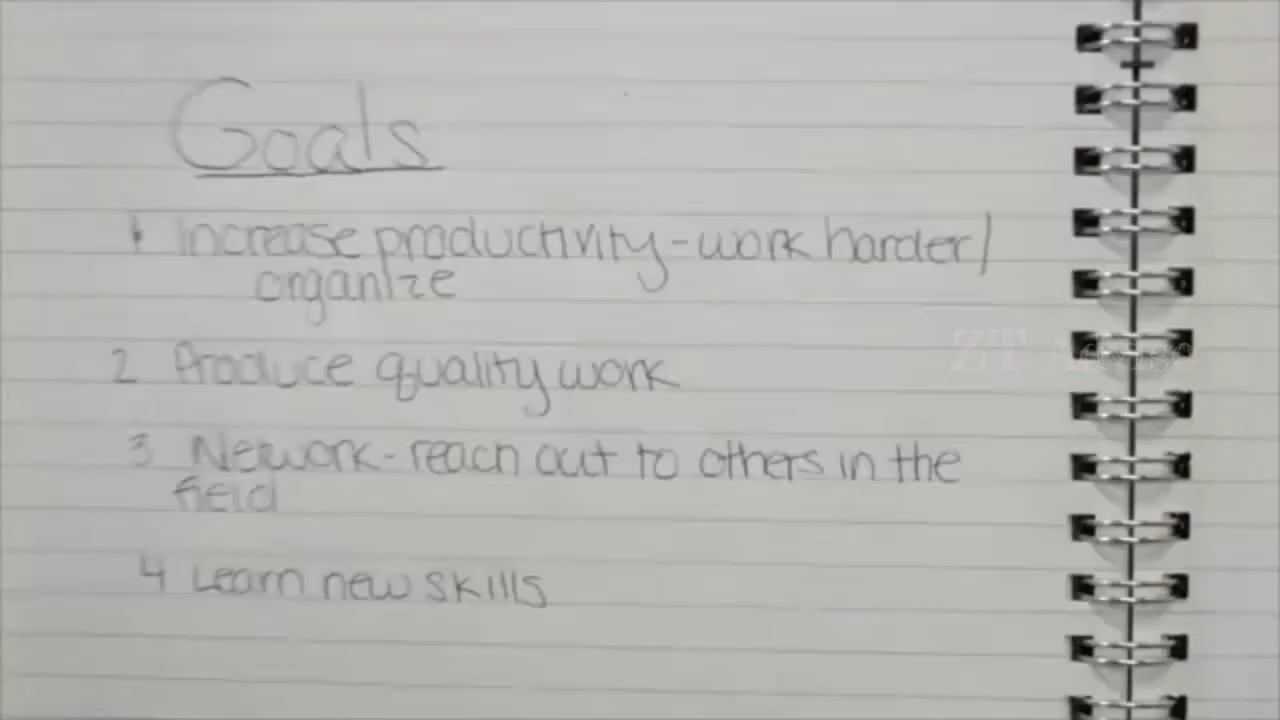 Goals
1 Increase productivity - work harder/
organize
2 Produce quality work
3 Network - reach out to others in the
field
4 Learn new skills
ZT